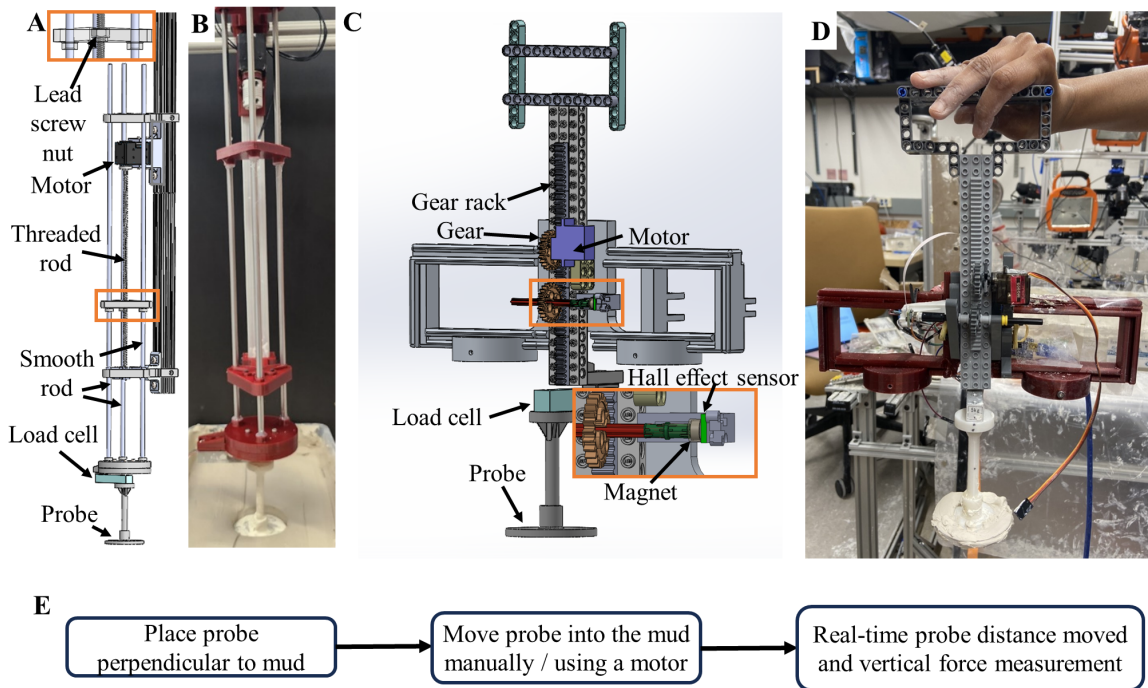 A
Lead
screw
nut
Motor
Threaded
rod
Smooth
rod
Load cell
Probe
B
C
Gear rack
Gear
Motor
Hall effect sensor
Load cell
Magnet
Probe
D
E
Place probe
perpendicular to mud
Move probe into the mud
manually / using a motor
Real-time probe distance moved
and vertical force measurement